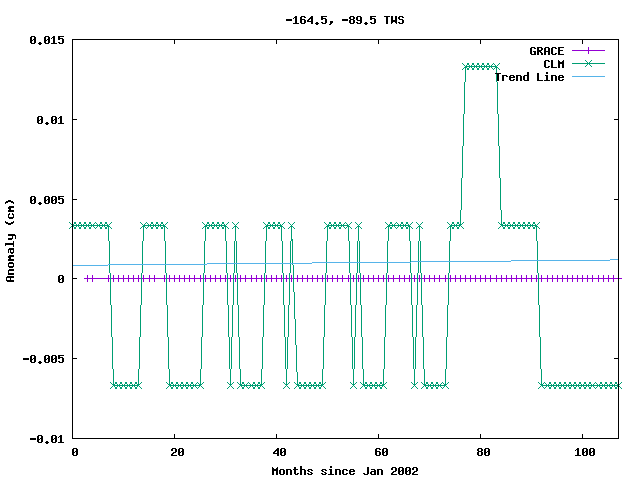 -164.5, -89.5 TWS
0.015
0.01
0.005
0
-0.005
-0.01
Anomaly (cm)
GRACE
CLM
Trend Line
0 20 40 60 80 100
Months since Jan 2002